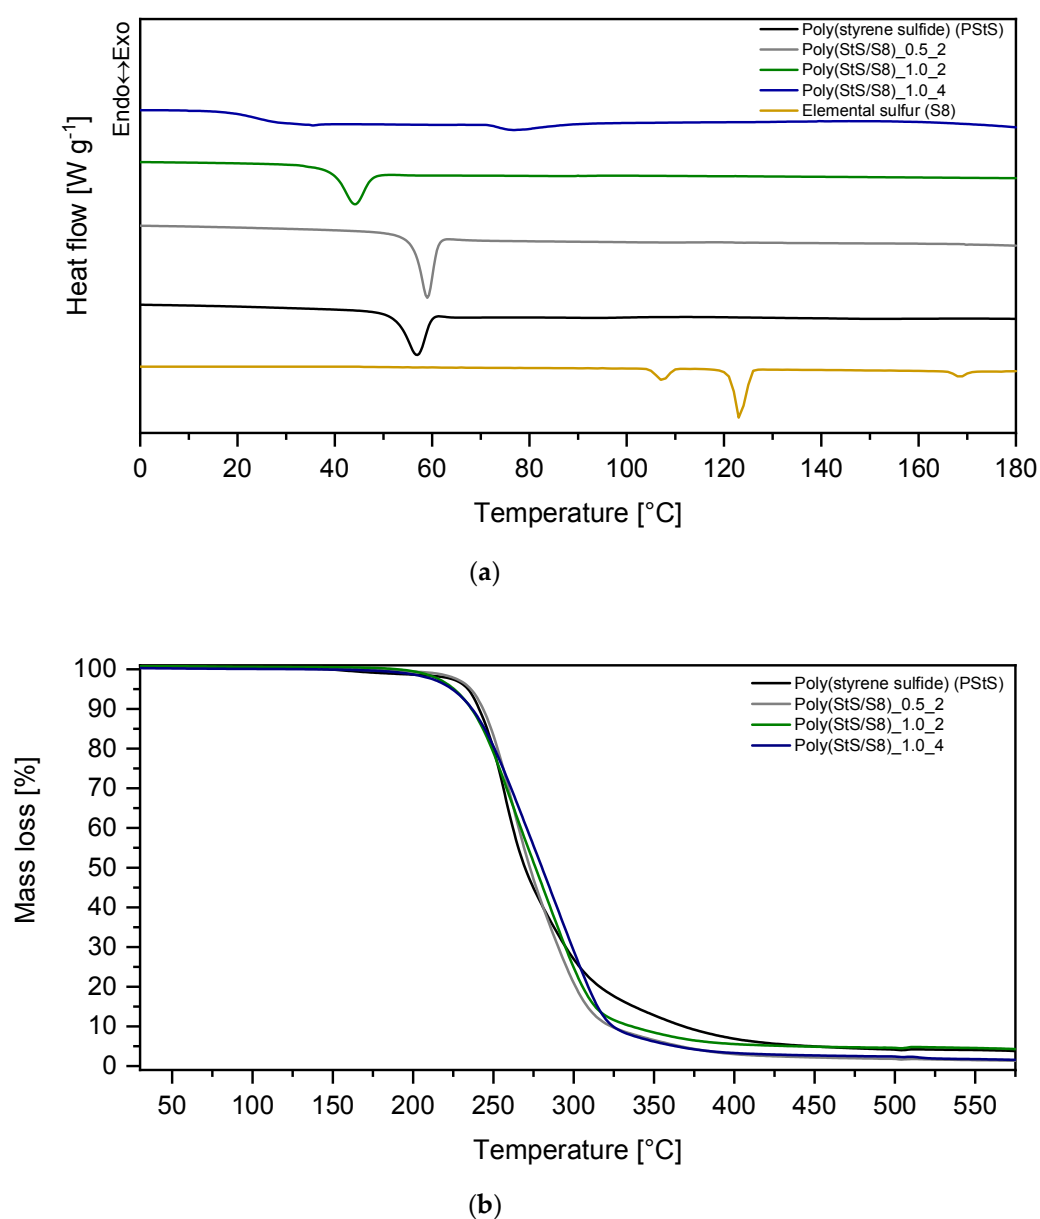 Endo↔Exo
Heat flow [W g⁻¹]
Poly(styrene sulfide) (PStS)
Poly(StS/S8)_0.5_2
Poly(StS/S8)_1.0_2
Poly(StS/S8)_1.0_4
Elemental sulfur (S8)
0 20 40 60 80 100 120 140 160 180
Temperature [°C]
(a)
Mass loss [%]
100
90
80
70
60
50
40
30
20
10
0
Poly(styrene sulfide) (PStS)
Poly(StS/S8)_0.5_2
Poly(StS/S8)_1.0_2
Poly(StS/S8)_1.0_4
50 100 150 200 250 300 350 400 450 500 550
Temperature [°C]
(b)